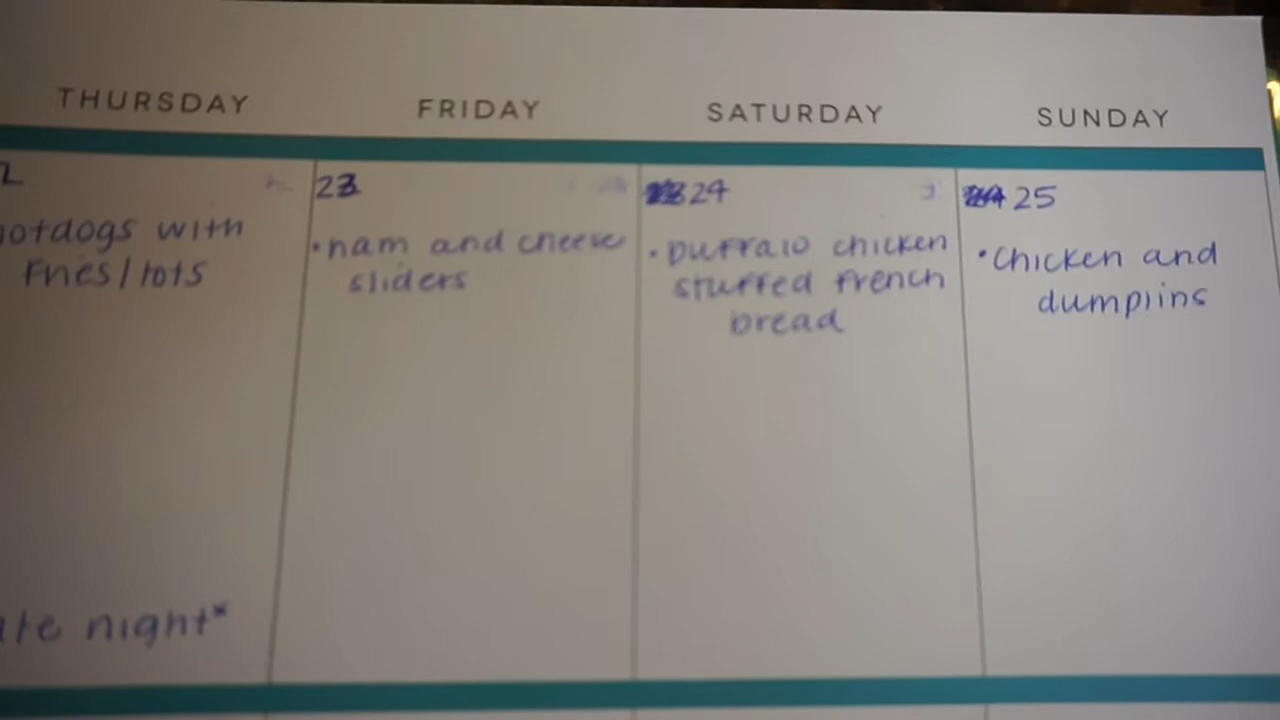 THURSDAY FRIDAY SATURDAY SUNDAY
2
otdogs with
fries/tots
ate night*
23
•ham and cheese
sliders
24
•buffalo chicken
stuffed french
bread
25
•Chicken and
dumplins